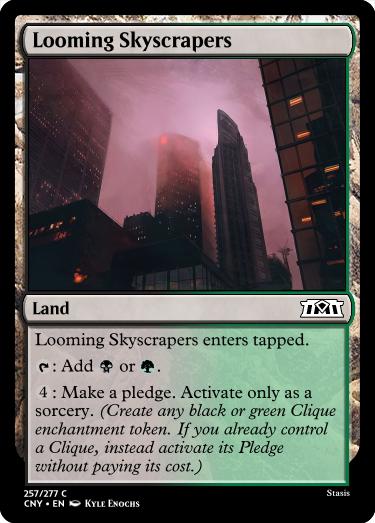 Looming Skyscrapers
Land
Looming Skyscrapers enters tapped.
: Add or .
4 : Make a pledge. Activate only as a
sorcery. (Create any black or green Clique
enchantment token. If you already control
a Clique, instead activate its Pledge
without paying its cost.)
257/277 C
CNY • EN Kyle Enochs
Stasis